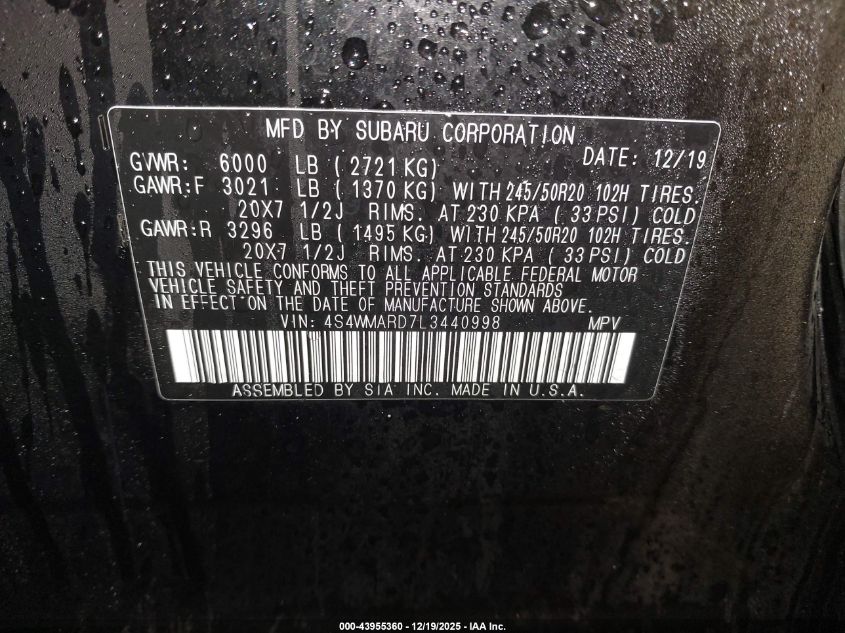 MFD BY SUBARU CORPORATION
GVWR: 6000 LB ( 2721 KG) DATE: 12/19
GAWR:F 3021 LB ( 1370 KG) WITH 245/50R20 102H TIRES.
20X7 1/2J RIMS. AT 230 KPA ( 33 PSI) COLD
GAWR:R 3296 LB ( 1495 KG) WITH 245/50R20 102H TIRES.
20X7 1/2J RIMS. AT 230 KPA ( 33 PSI) COLD
THIS VEHICLE CONFORMS TO ALL APPLICABLE FEDERAL MOTOR
VEHICLE SAFETY AND THEFT PREVENTION STANDARDS
IN EFFECT ON THE DATE OF MANUFACTURE SHOWN ABOVE.
VIN: 4S4WMARD7L3440998 MPV
ASSEMBLED BY SIA INC. MADE IN U.S.A.
000-43955360 - 12/19/2025 - IAA Inc.